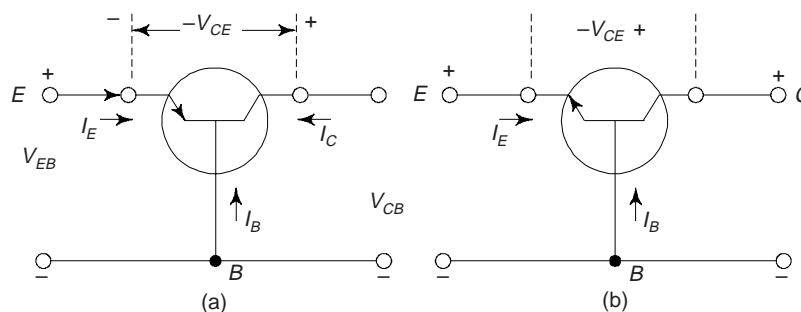 – –V_CE +
–V_CE +
E + I_E I_C
E + I_E + C
V_EB
I_B V_CB
I_B
– B –
– B –
(a)
(b)